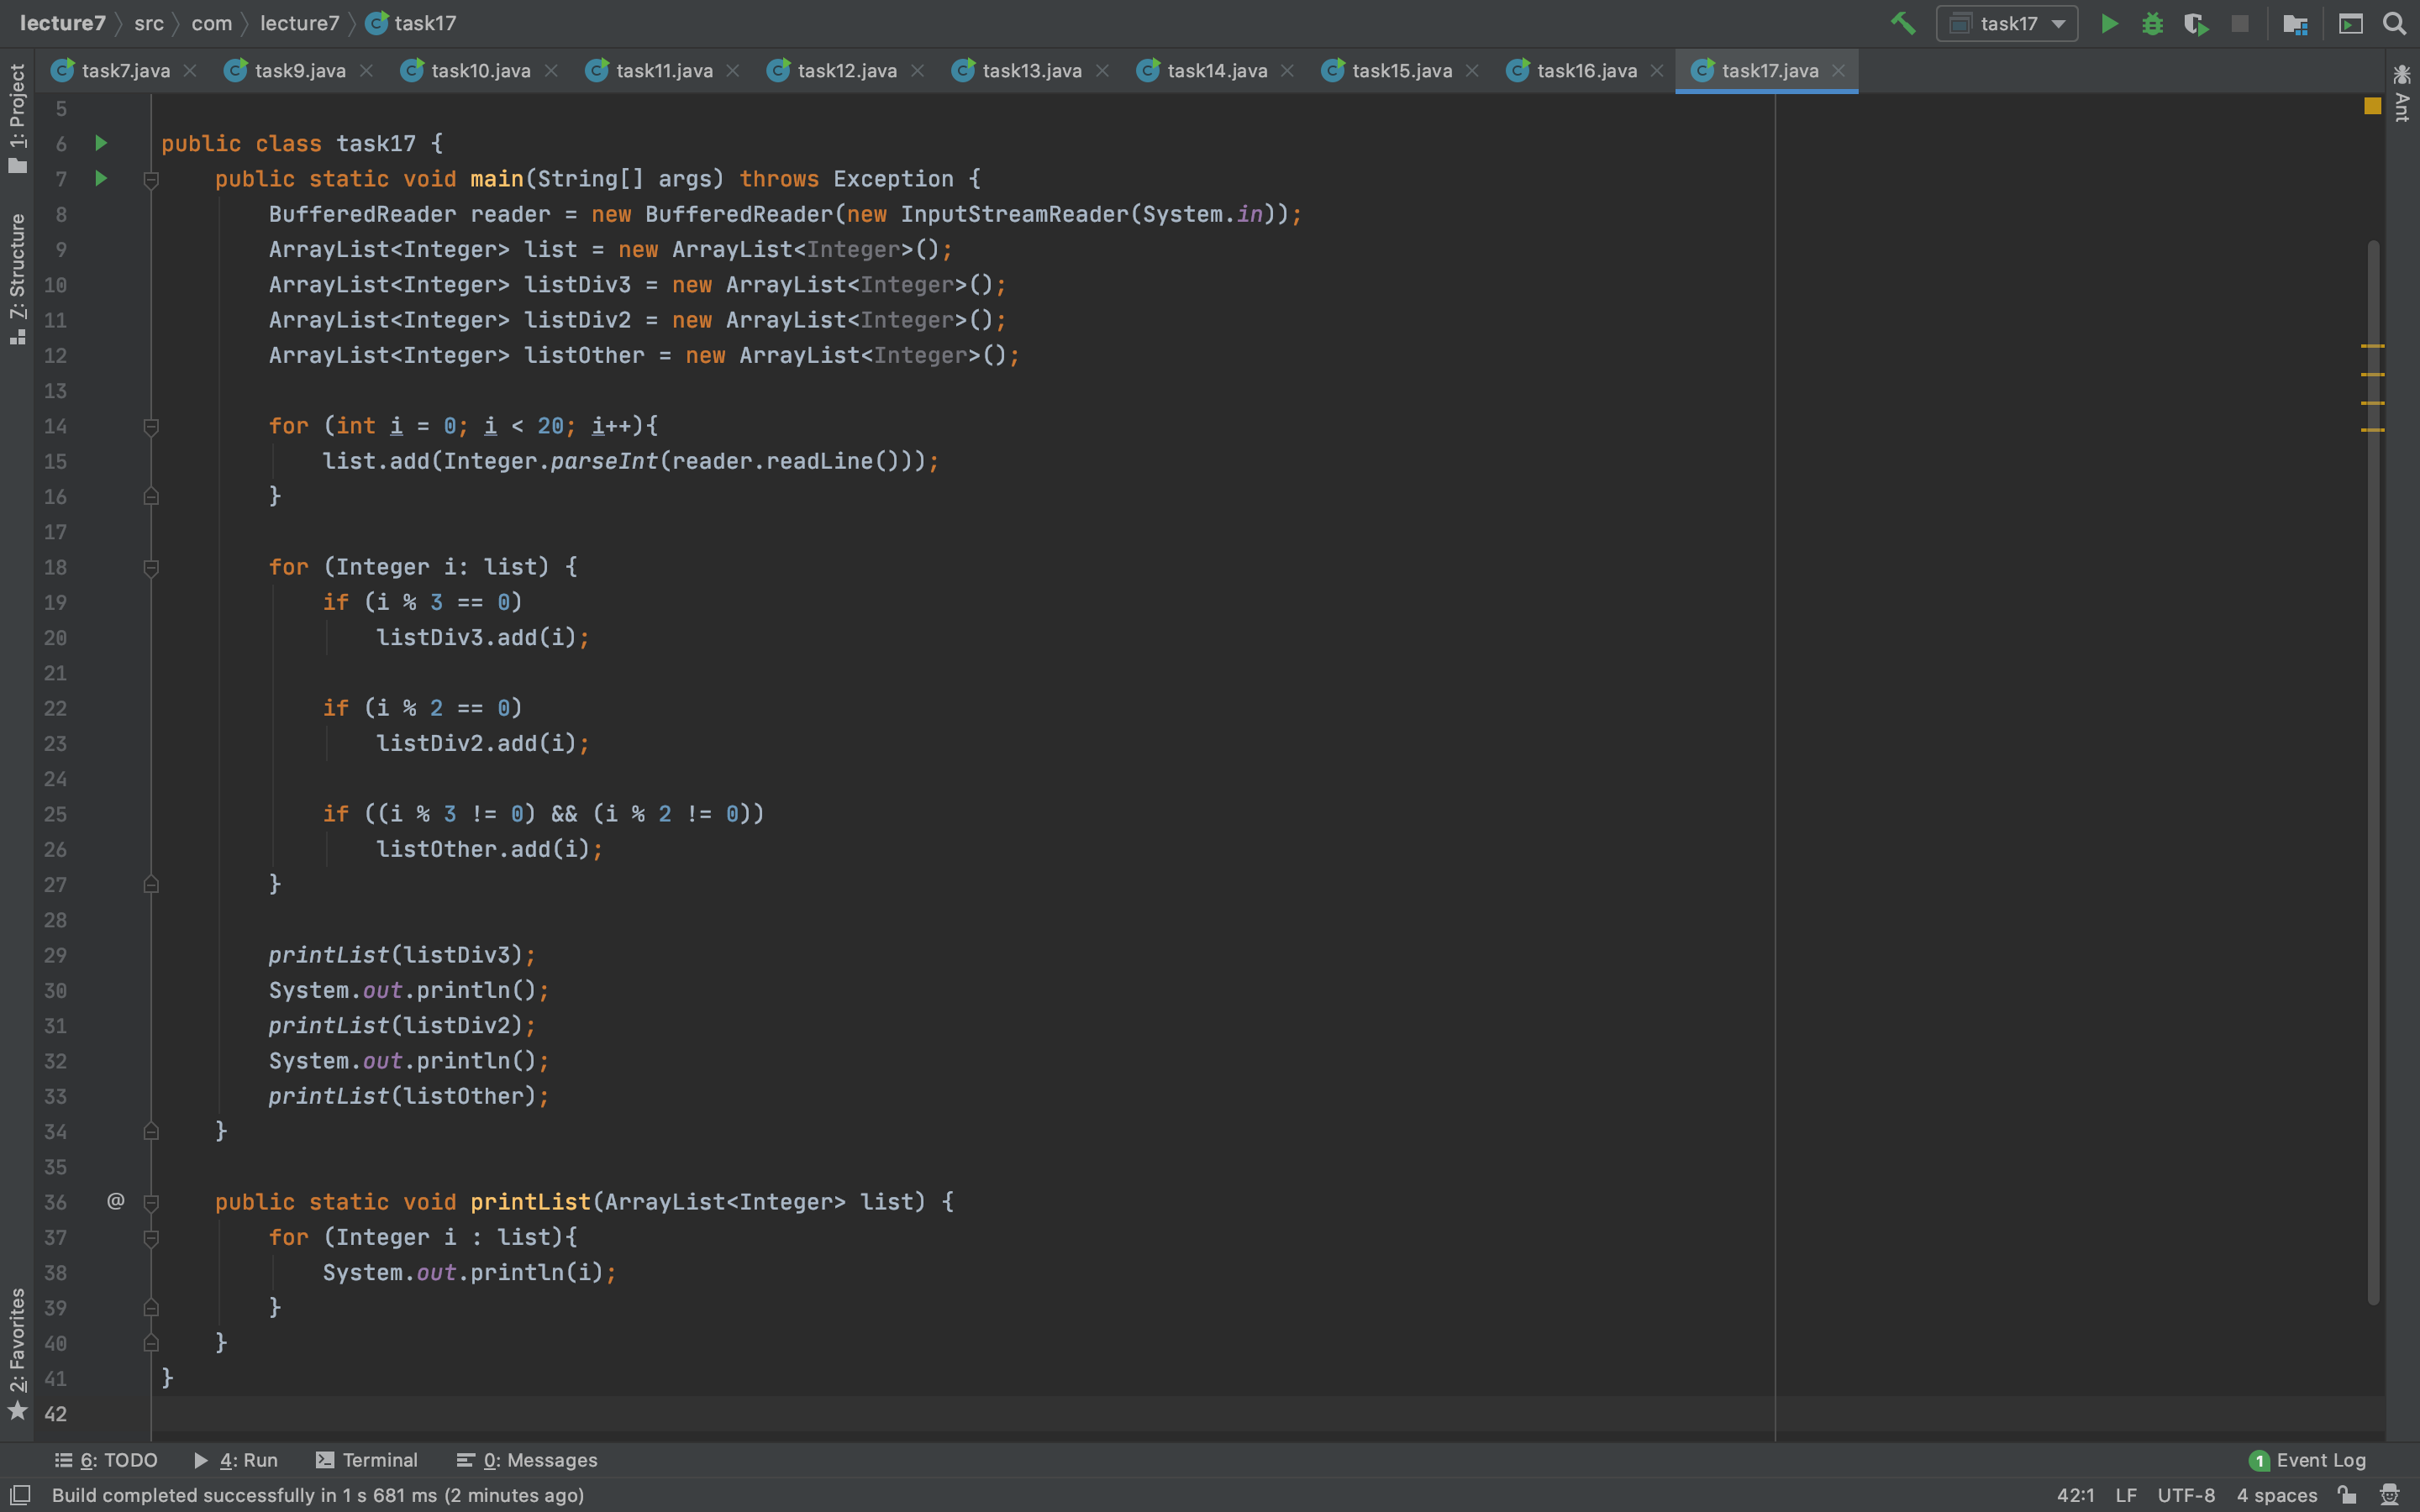 lecture7 src com lecture7 task17 task17
task7.java task9.java task10.java task11.java task12.java task13.java task14.java task15.java task16.java task17.java
1: Project
Z: Structure
2: Favorites
Ant
5
6 public class task17 {
7 public static void main(String[] args) throws Exception {
8 BufferedReader reader = new BufferedReader(new InputStreamReader(System.in));
9 ArrayList<Integer> list = new ArrayList<Integer>();
10 ArrayList<Integer> listDiv3 = new ArrayList<Integer>();
11 ArrayList<Integer> listDiv2 = new ArrayList<Integer>();
12 ArrayList<Integer> listOther = new ArrayList<Integer>();
13
14 for (int i = 0; i < 20; i++){
15 list.add(Integer.parseInt(reader.readLine()));
16 }
17
18 for (Integer i: list) {
19 if (i % 3 == 0)
20 listDiv3.add(i);
21
22 if (i % 2 == 0)
23 listDiv2.add(i);
24
25 if ((i % 3 != 0) && (i % 2 != 0))
26 listOther.add(i);
27 }
28
29 printList(listDiv3);
30 System.out.println();
31 printList(listDiv2);
32 System.out.println();
33 printList(listOther);
34 }
35
36 @ public static void printList(ArrayList<Integer> list) {
37 for (Integer i : list){
38 System.out.println(i);
39 }
40 }
41 }
42
6: TODO 4: Run Terminal 0: Messages 1 Event Log
Build completed successfully in 1 s 681 ms (2 minutes ago) 42:1 LF UTF-8 4 spaces